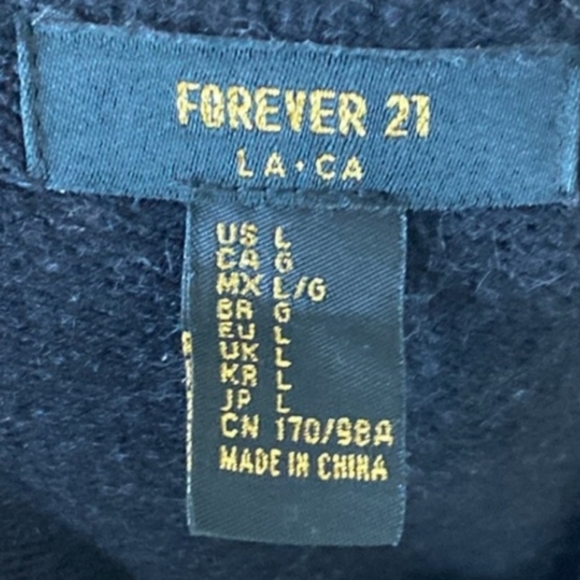 FOREVER 21
LA·CA
US L
CA G
MX L/G
BR G
EU L
UK L
KR L
JP L
CN 170/98A
MADE IN CHINA